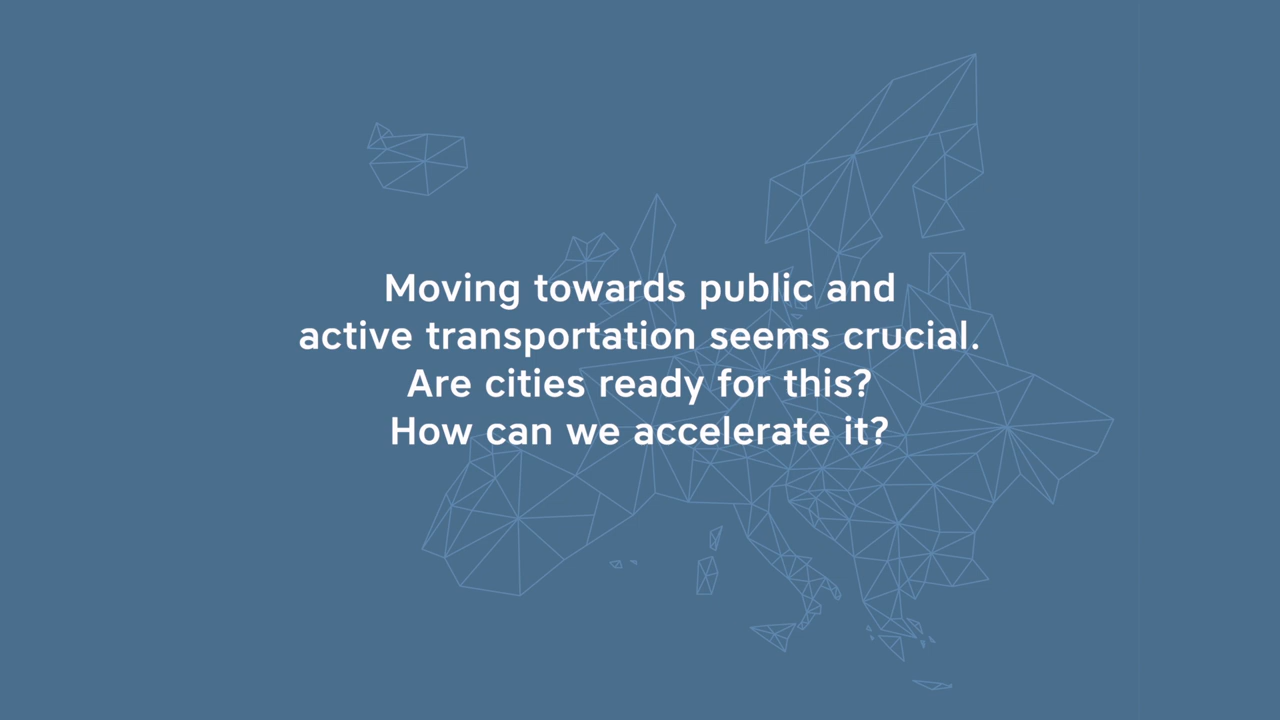 Moving towards public and
active transportation seems crucial.
Are cities ready for this?
How can we accelerate it?